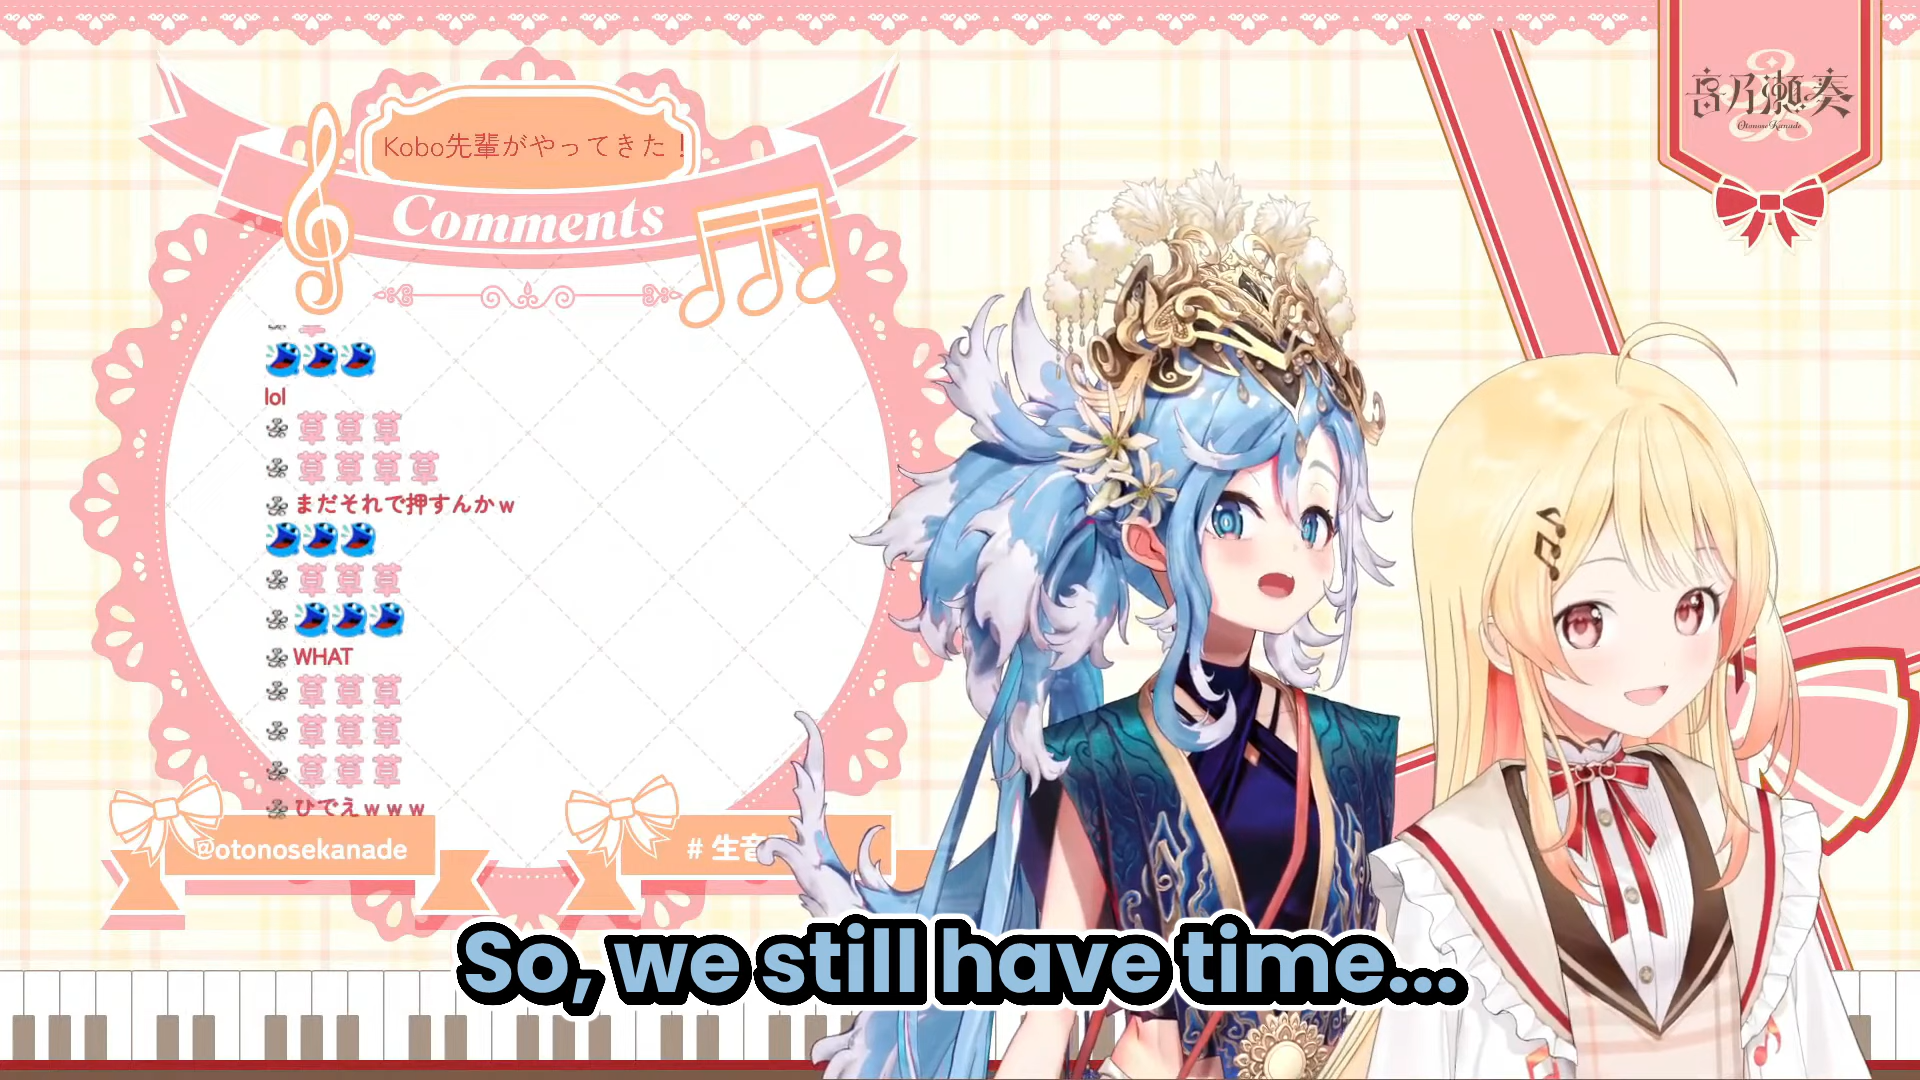 Kobo先輩がやってきた！
Comments
音乃瀬奏
Otonose Kanade
lol
草草草
草草草草
まだそれで押すんかｗ
草草草
WHAT
草草草
草草草
草草草
ひでえｗｗｗ
@otonosekanade
# 生音
So, we still have time...